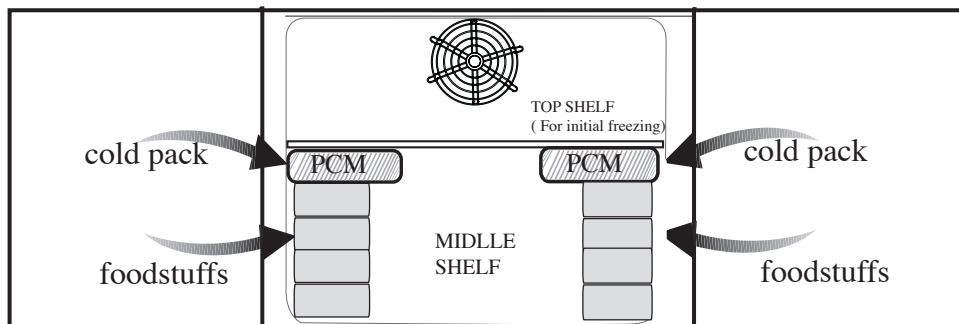 TOP SHELF
( For initial freezing)
cold pack
PCM
PCM
cold pack
foodstuffs
MIDLLE
SHELF
foodstuffs